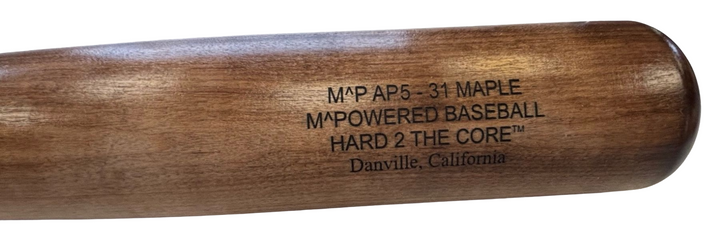 M^P AP5 - 31 MAPLE
M^POWERED BASEBALL
HARD 2 THE CORE™
Danville, California